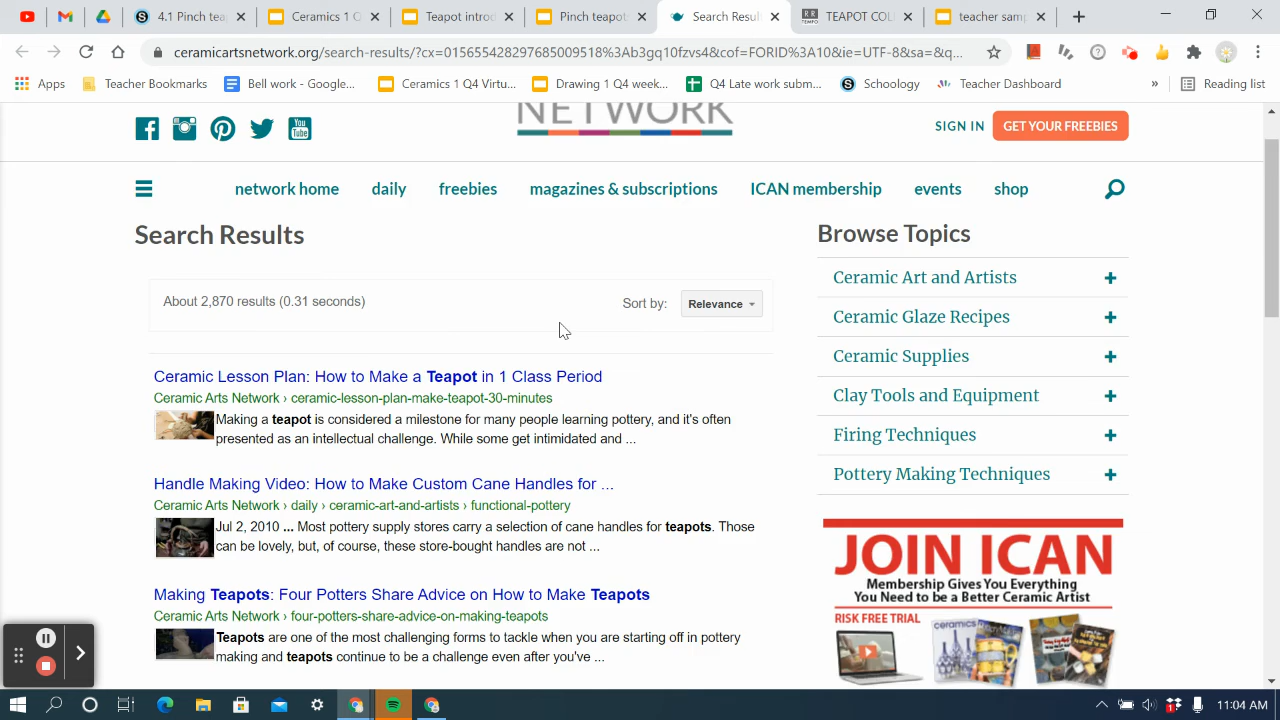 4.1 Pinch tea
Ceramics 1 Q
Teapot introd
Pinch teapot
Search Resul
TEAPOT COL
teacher samp
ceramicartsnetwork.org/search-results/?cx=015655428297685009518%3Ab3gq10fzvs4&cof=FORID%3A10&ie=UTF-8&sa=&q...
Apps
Teacher Bookmarks
Bell work - Google...
Ceramics 1 Q4 Virtu...
Drawing 1 Q4 week...
Q4 Late work subm...
Schoology
Teacher Dashboard
»
Reading list
NETWORK
You Tube
SIGN IN
GET YOUR FREEBIES
network home
daily
freebies
magazines & subscriptions
ICAN membership
events
shop
Search Results
About 2,870 results (0.31 seconds)
Sort by:
Relevance
Ceramic Lesson Plan: How to Make a Teapot in 1 Class Period
Ceramic Arts Network › ceramic-lesson-plan-make-teapot-30-minutes
Making a teapot is considered a milestone for many people learning pottery, and it's often
presented as an intellectual challenge. While some get intimidated and ...
Handle Making Video: How to Make Custom Cane Handles for ...
Ceramic Arts Network › daily › ceramic-art-and-artists › functional-pottery
Jul 2, 2010 ... Most pottery supply stores carry a selection of cane handles for teapots. Those
can be lovely, but, of course, these store-bought handles are not ...
Making Teapots: Four Potters Share Advice on How to Make Teapots
Ceramic Arts Network › four-potters-share-advice-on-making-teapots
Teapots are one of the most challenging forms to tackle when you are starting off in pottery
making and teapots continue to be a challenge even after you've ...
Browse Topics
Ceramic Art and Artists
Ceramic Glaze Recipes
Ceramic Supplies
Clay Tools and Equipment
Firing Techniques
Pottery Making Techniques
JOIN ICAN
Membership Gives You Everything
You Need to be a Better Ceramic Artist
RISK FREE TRIAL
11:04 AM